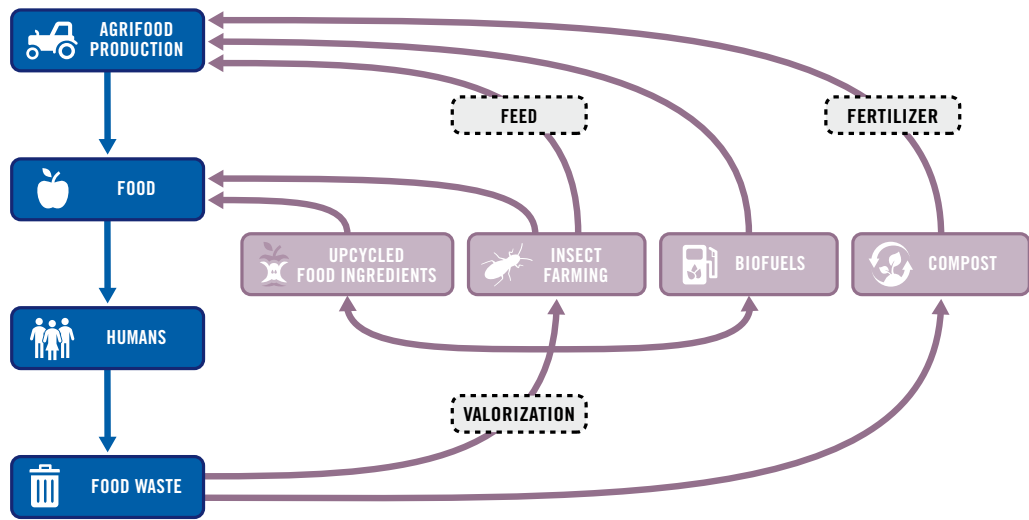 AGRIFOOD
PRODUCTION
FEED
FERTILIZER
FOOD
UPCYCLED
FOOD INGREDIENTS
INSECT
FARMING
BIOFUELS
COMPOST
HUMANS
VALORIZATION
FOOD WASTE